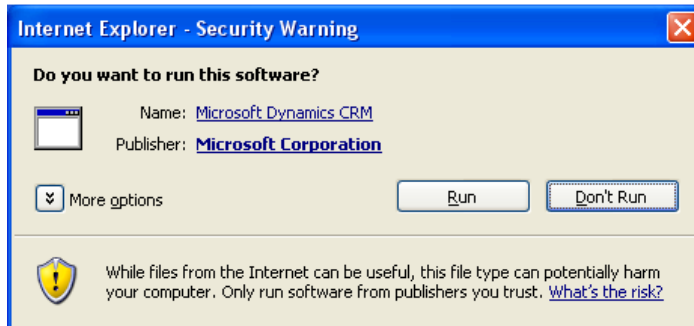 Internet Explorer - Security Warning
Do you want to run this software?
Name: Microsoft Dynamics CRM
Publisher: Microsoft Corporation
More options
Run
Don't Run
While files from the Internet can be useful, this file type can potentially harm
your computer. Only run software from publishers you trust. What's the risk?